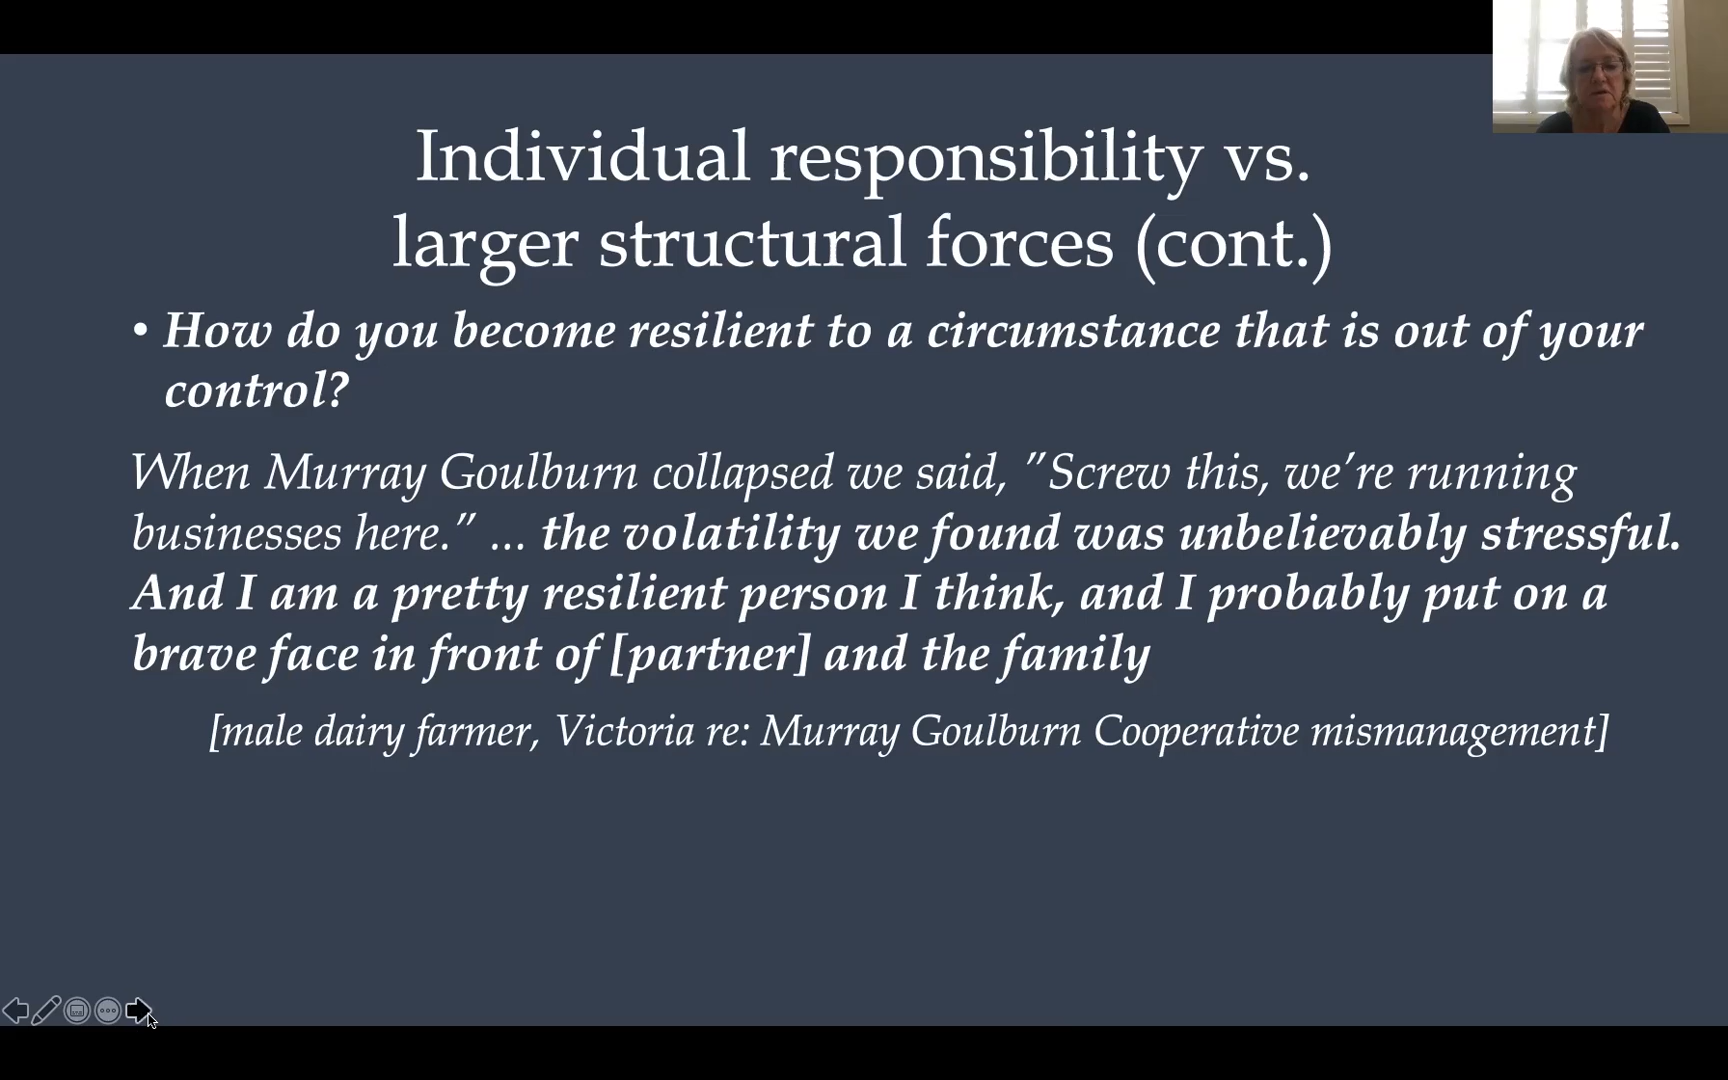 Individual responsibility vs.
larger structural forces (cont.)
• How do you become resilient to a circumstance that is out of your
control?
When Murray Goulburn collapsed we said, ”Screw this, we’re running
businesses here.” ... the volatility we found was unbelievably stressful.
And I am a pretty resilient person I think, and I probably put on a
brave face in front of [partner] and the family
[male dairy farmer, Victoria re: Murray Goulburn Cooperative mismanagement]